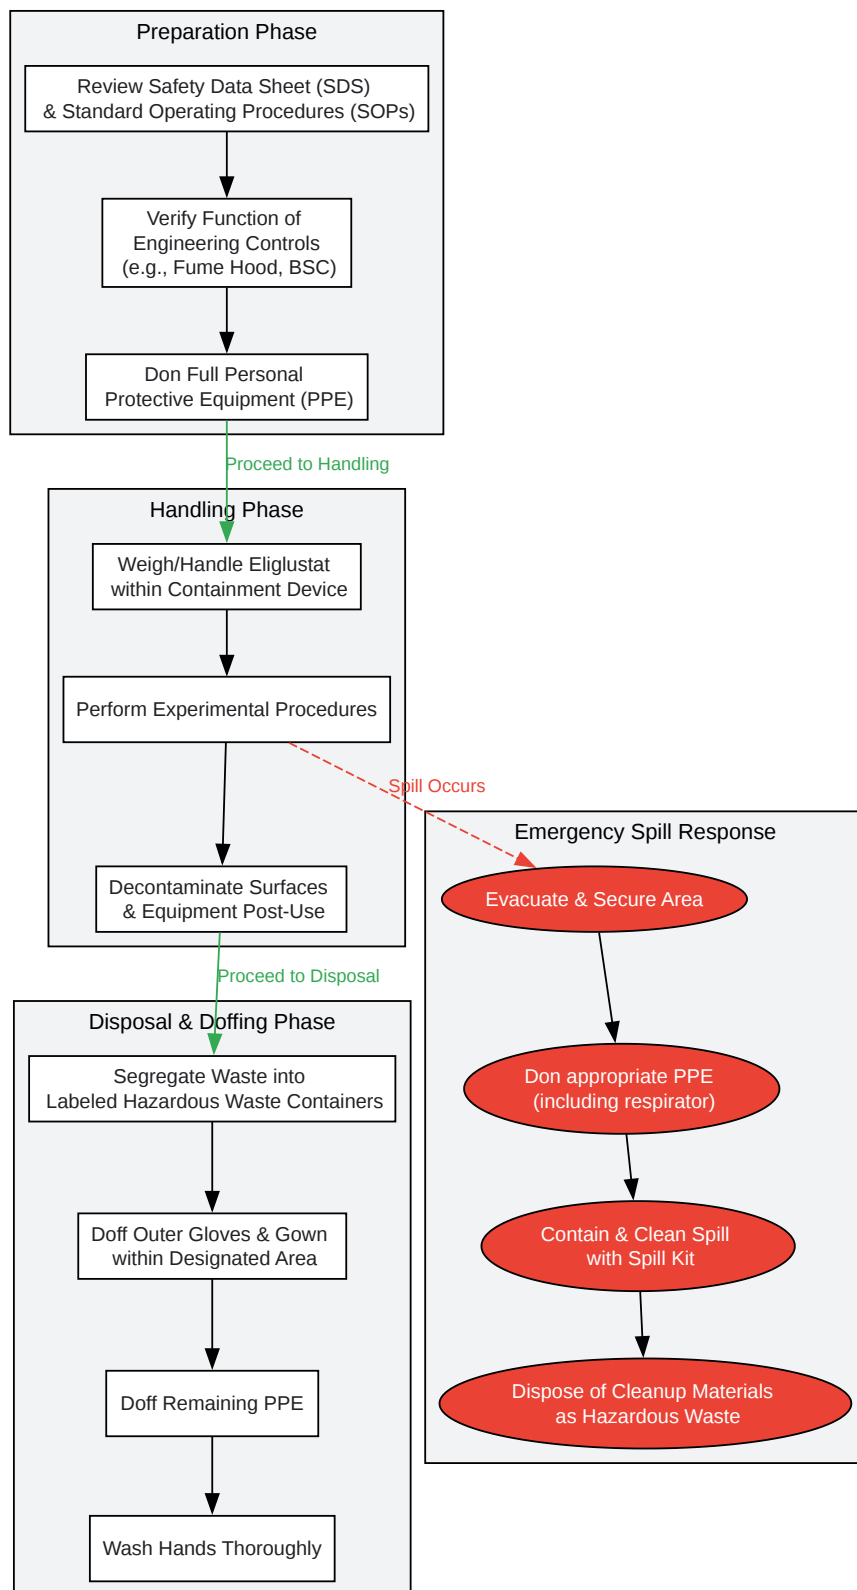 Preparation Phase
Review Safety Data Sheet (SDS)
& Standard Operating Procedures (SOPs)
Verify Function of
Engineering Controls
(e.g., Fume Hood, BSC)
Don Full Personal
Protective Equipment (PPE)
Proceed to Handling
Handling Phase
Weigh/Handle Eliglustat
within Containment Device
Perform Experimental Procedures
Spill Occurs
Decontaminate Surfaces
& Equipment Post-Use
Proceed to Disposal
Disposal & Doffing Phase
Segregate Waste into
Labeled Hazardous Waste Containers
Doff Outer Gloves & Gown
within Designated Area
Doff Remaining PPE
Wash Hands Thoroughly
Emergency Spill Response
Evacuate & Secure Area
Don appropriate PPE
(including respirator)
Contain & Clean Spill
with Spill Kit
Dispose of Cleanup Materials
as Hazardous Waste